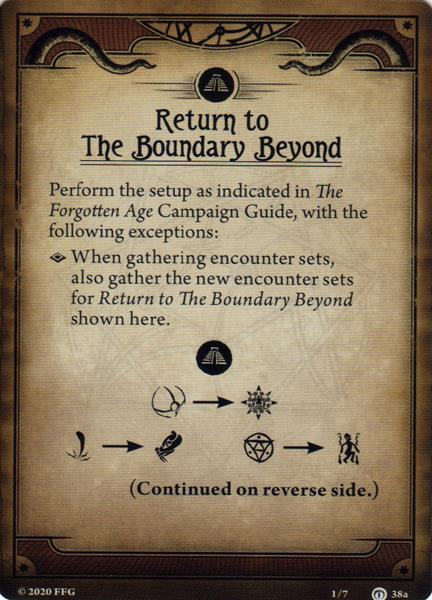 Return to
The Boundary Beyond
Perform the setup as indicated in The
Forgotten Age Campaign Guide, with the
following exceptions:
When gathering encounter sets,
also gather the new encounter sets
for Return to The Boundary Beyond
shown here.
(Continued on reverse side.)
© 2020 FFG
1/7
38a